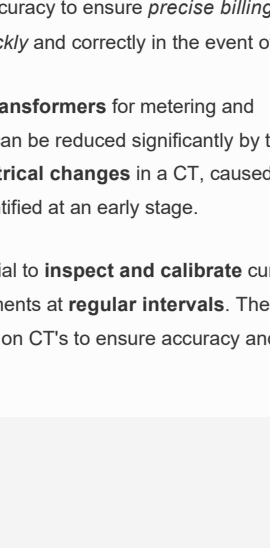 curacy to ensure precise billing
ckly and correctly in the event o
ansformers for metering and
an be reduced significantly by t
trical changes in a CT, caused
tified at an early stage.
ial to inspect and calibrate cu
nents at regular intervals. The
on CT's to ensure accuracy and